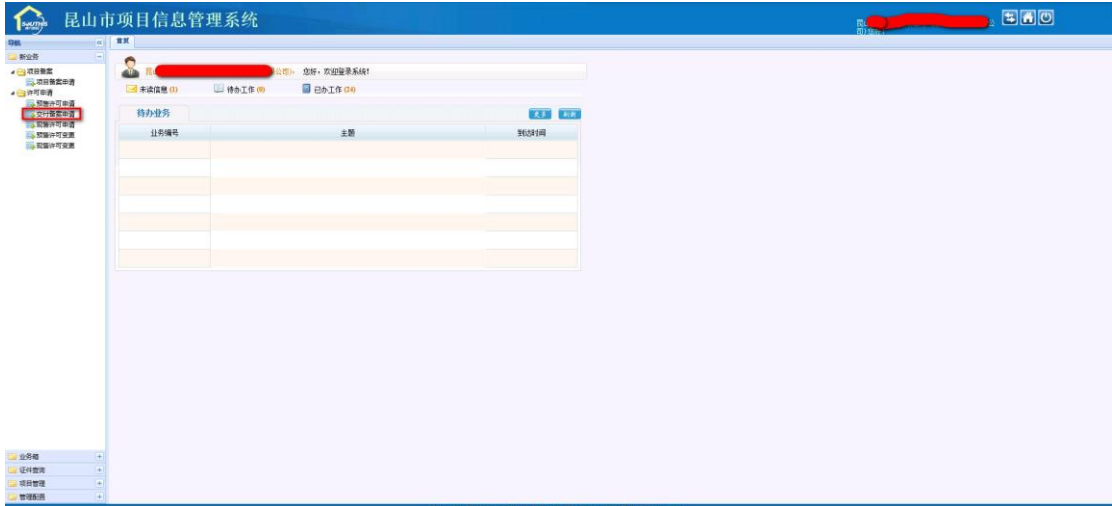 昆山市项目信息管理系统
导航
首页
新业务
项目备案
项目备案申请
许可申请
预售许可申请
交付备案申请
现售许可申请
预售许可变更
现售许可变更
公司)，您好，欢迎登录系统!
未读信息 (1)
待办工作 (0)
已办工作 (24)
待办业务
更多
刷新
业务编号
主题
到达时间
业务箱
证件查询
项目管理
管理配置